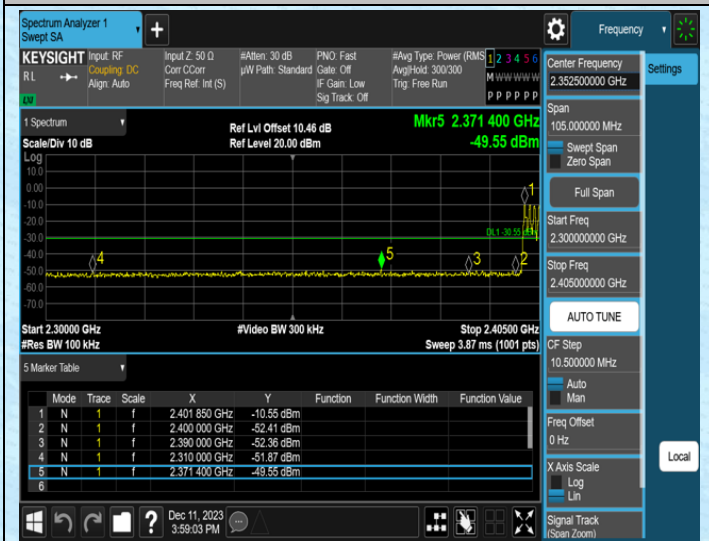 Spectrum Analyzer 1
Swept SA
Frequency
KEYSIGHT Input: RF Input Z: 50 Ω #Atten: 30 dB PNO: Fast #Avg Type: Power (RMS 1 2 3 4 5 6
RL Coupling: DC Corr CCorr µW Path: Standard Gate: Off Avg|Hold: 300/300 M W W W W W
Align: Auto Freq Ref: Int (S) IF Gain: Low Trig: Free Run
LXI Sig Track: Off P P P P P P
Center Frequency
2.352500000 GHz
Settings
Span
105.000000 MHz
Swept Span
Zero Span
Full Span
Start Freq
2.300000000 GHz
Stop Freq
2.405000000 GHz
AUTO TUNE
CF Step
10.500000 MHz
Auto
Man
Freq Offset
0 Hz
X Axis Scale
Log
Lin
Signal Track
(Span Zoom)
Local
1 Spectrum
Scale/Div 10 dB
Ref Lvl Offset 10.46 dB
Ref Level 20.00 dBm
Mkr5 2.371 400 GHz
-49.55 dBm
Log
10.0
0.00
-10.0
-20.0
-30.0
-40.0
-50.0
-60.0
-70.0
1
DL1 -30.55 dBm
4
5
3
2
Start 2.30000 GHz #Video BW 300 kHz Stop 2.40500 GHz
#Res BW 100 kHz Sweep 3.87 ms (1001 pts)
5 Marker Table
Mode Trace Scale X Y Function Function Width Function Value
1 N 1 f 2.401 850 GHz -10.55 dBm
2 N 1 f 2.400 000 GHz -52.41 dBm
3 N 1 f 2.390 000 GHz -52.36 dBm
4 N 1 f 2.310 000 GHz -51.87 dBm
5 N 1 f 2.371 400 GHz -49.55 dBm
6
? Dec 11, 2023
3:59:03 PM